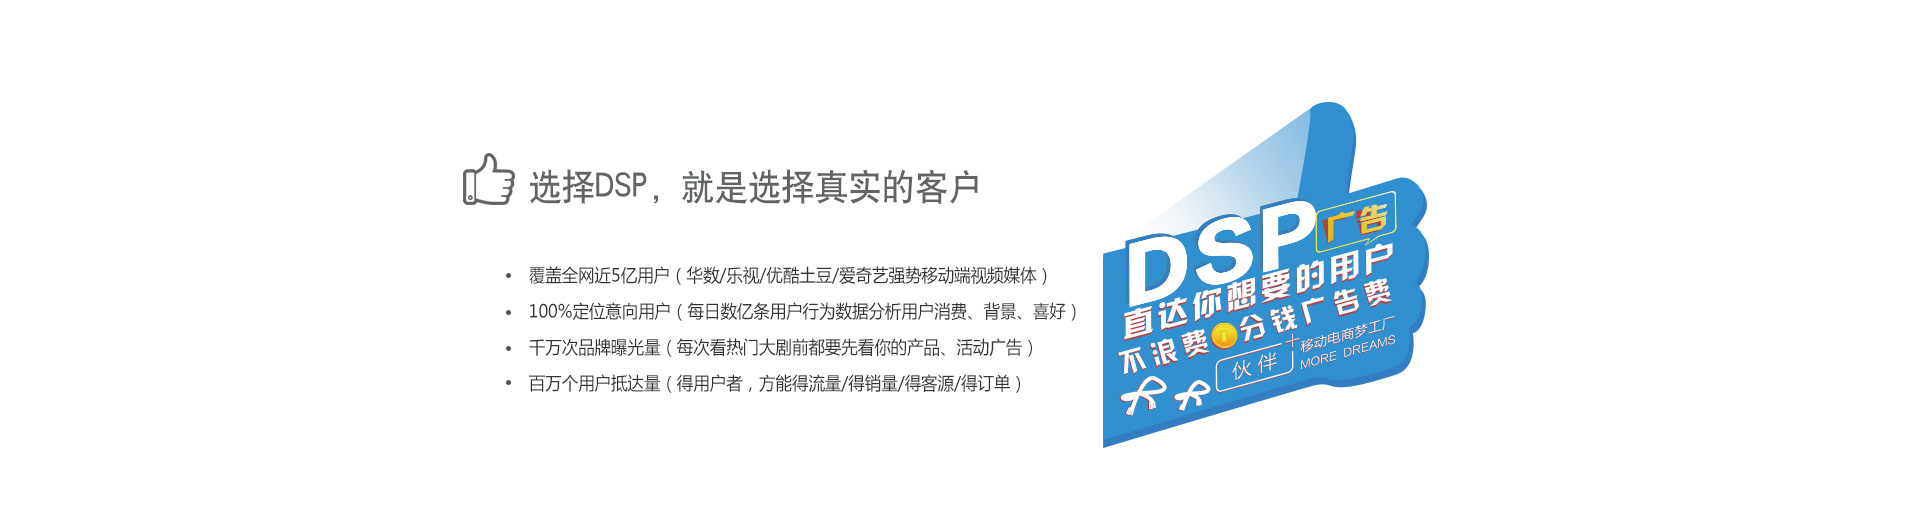 选择DSP，就是选择真实的客户
• 覆盖全网近5亿用户（华数/乐视/优酷土豆/爱奇艺强势移动端视频媒体）
• 100%定位意向用户（每日数亿条用户行为数据分析用户消费、背景、喜好）
• 千万次品牌曝光量（每次看热门大剧前都要先看你的产品、活动广告）
• 百万个用户抵达量（得用户者，方能得流量/得销量/得客源/得订单）
DSP广告
直达你想要的用户
不浪费1分钱广告费
伙伴+移动电商梦工厂
MORE DREAMS